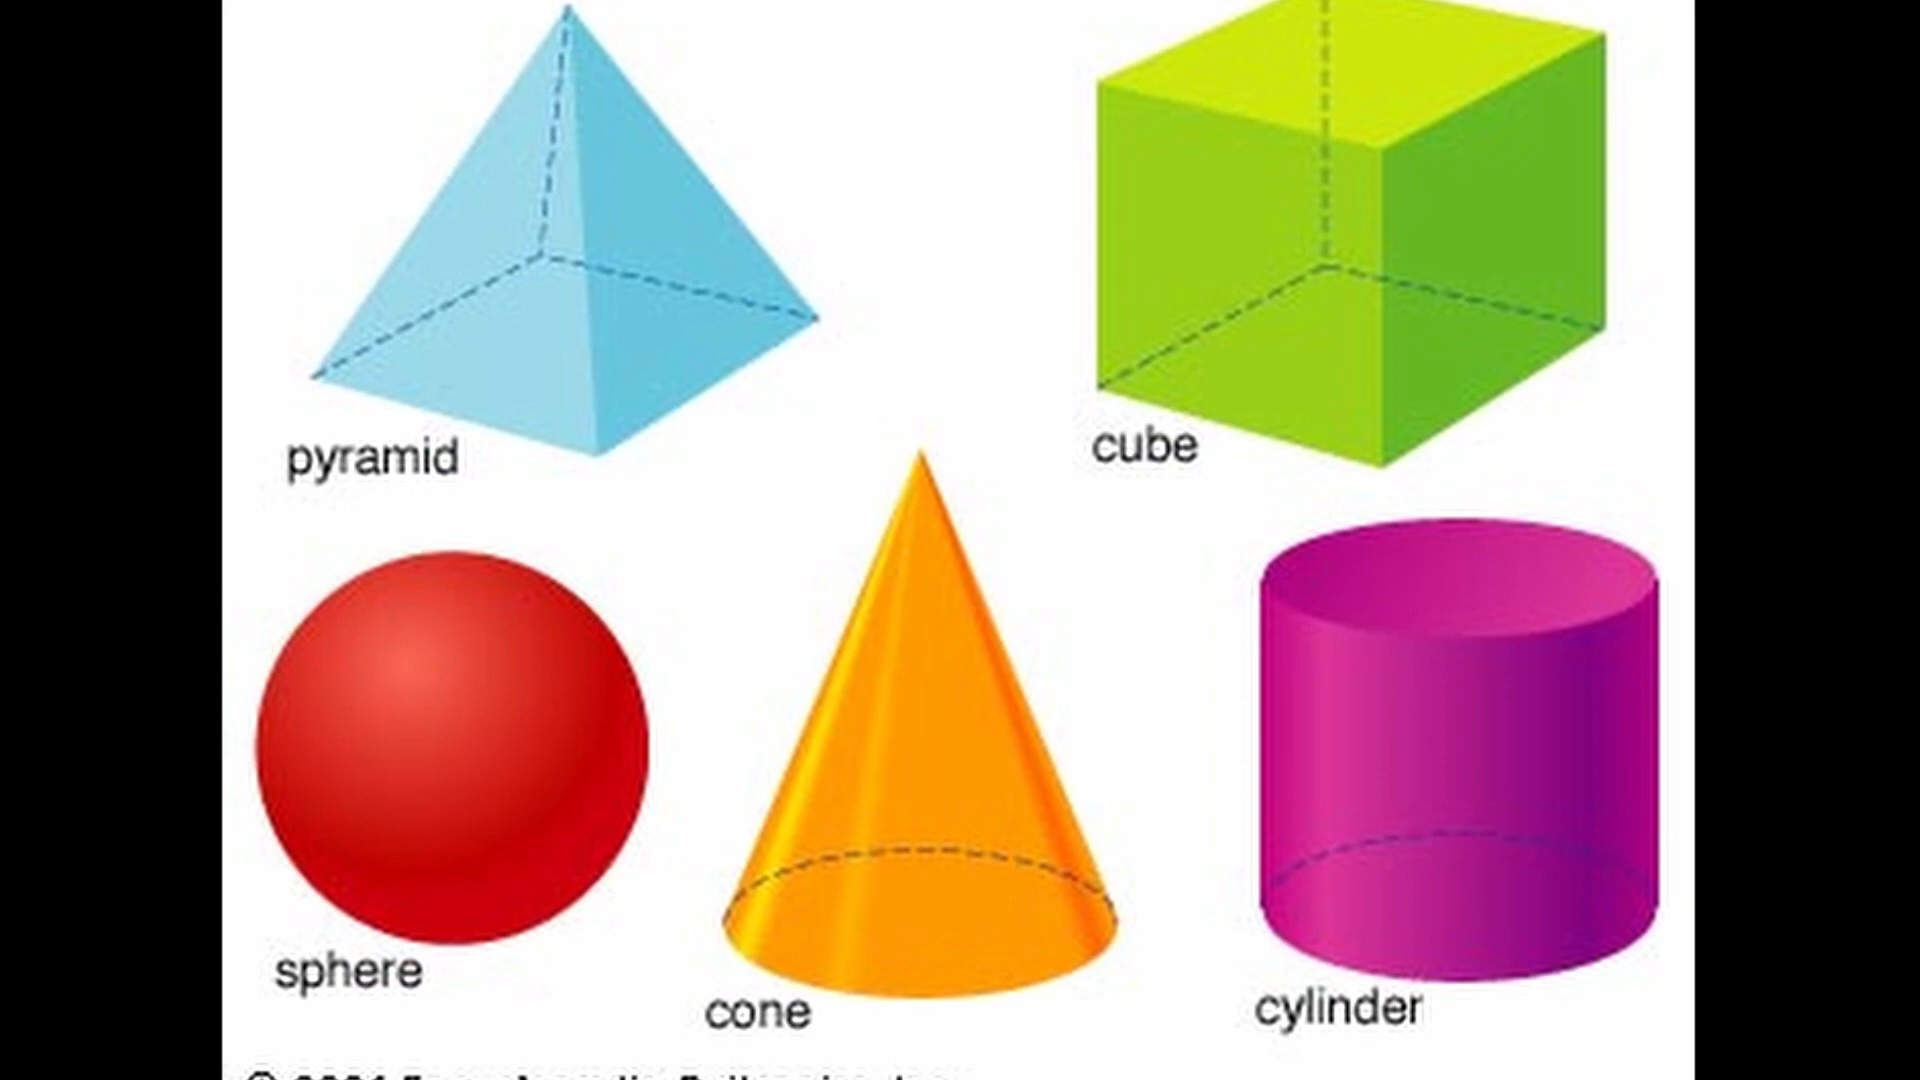 pyramid
cube
sphere
cone
cylinder